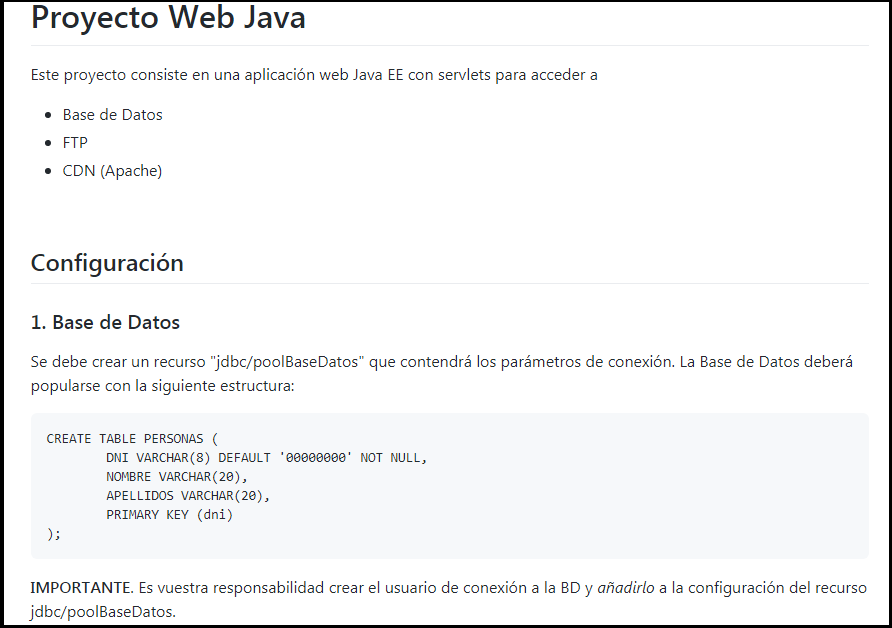 Proyecto Web Java
Este proyecto consiste en una aplicación web Java EE con servlets para acceder a
Base de Datos
FTP
CDN (Apache)
Configuración
1. Base de Datos
Se debe crear un recurso "jdbc/poolBaseDatos" que contendrá los parámetros de conexión. La Base de Datos deberá
popularse con la siguiente estructura:
CREATE TABLE PERSONAS (
DNI VARCHAR(8) DEFAULT '00000000' NOT NULL,
NOMBRE VARCHAR(20),
APELLIDOS VARCHAR(20),
PRIMARY KEY (dni)
);
IMPORTANTE. Es vuestra responsabilidad crear el usuario de conexión a la BD y añadirlo a la configuración del recurso
jdbc/poolBaseDatos.